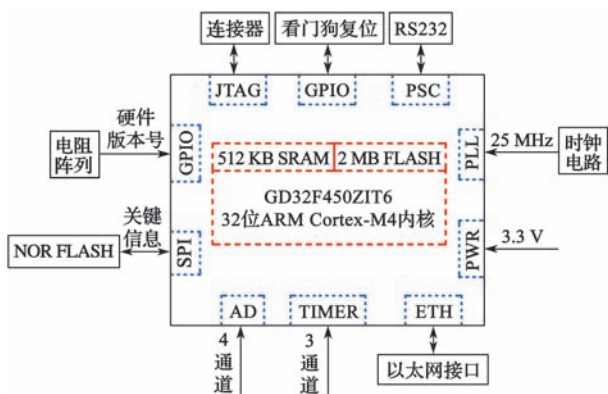 连接器
看门狗复位
RS232
JTAG
GPIO
PSC
硬件
版本号
电阻
阵列
GPIO
512 KB SRAM
2 MB FLASH
PLL
25 MHz
时钟
电路
GD32F450ZIT6
32位ARM Cortex-M4内核
关键
信息
NOR FLASH
SPI
PWR
3.3 V
AD
TIMER
ETH
4
通
道
3
通
道
以太网接口